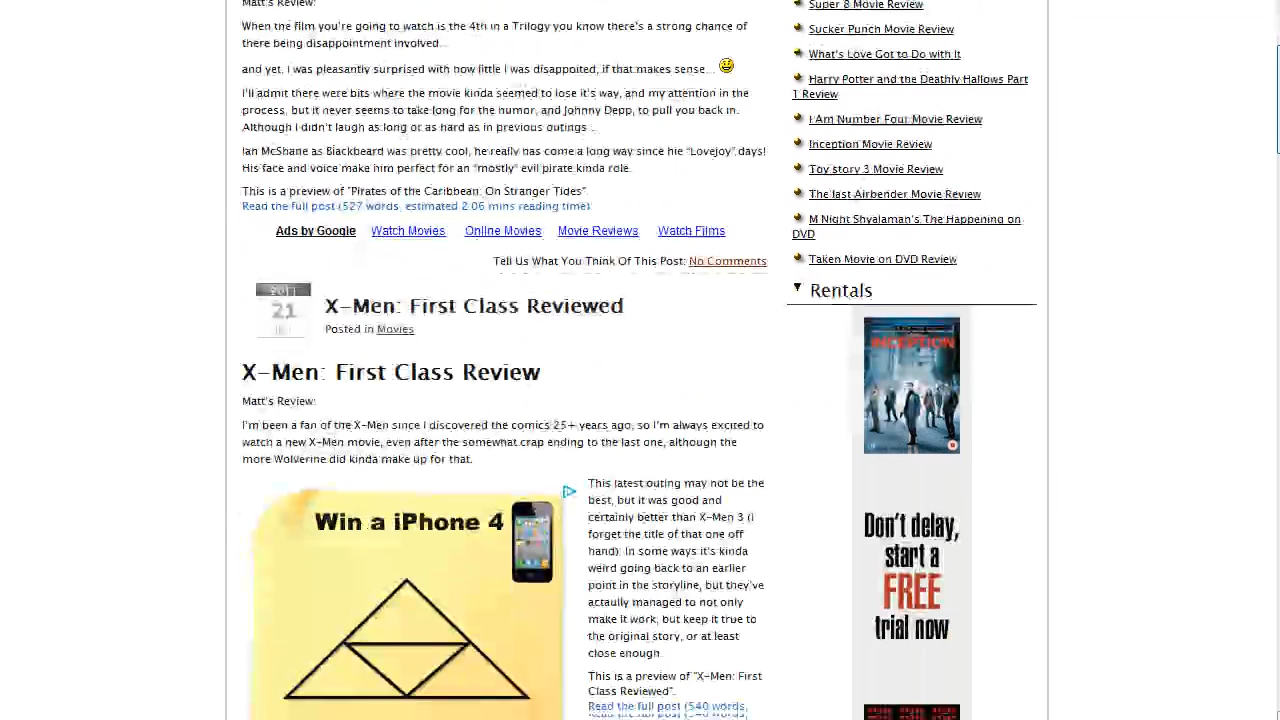 Matt's Review:
When the film you're going to watch is the 4th in a Trilogy you know there's a strong chance of
there being disappointment involved...
and yet, I was pleasantly surprised with how little I was disappoited, if that makes sense...
I'll admit there were bits where the movie kinda seemed to lose it's way, and my attention in the
process, but it never seems to take long for the humor, and Johnny Depp, to pull you back in.
Although I didn't laugh as long or as hard as in previous outings ..
Ian McShane as Blackbeard was pretty cool, he really has come a long way since hie "Lovejoy" days!
His face and voice make him perfect for an "mostly" evil pirate kinda role.
This is a preview of "Pirates of the Caribbean: On Stranger Tides".
Read the full post (527 words, estimated 2:06 mins reading time)
Ads by Google Watch Movies Online Movies Movie Reviews Watch Films
Tell Us What You Think Of This Post: No Comments
2011
21
X-Men: First Class Reviewed
Posted in Movies
X-Men: First Class Review
Matt's Review:
I'm been a fan of the X-Men since I discovered the comics 25+ years ago, so I'm always excited to
watch a new X-Men movie, even after the somewhat crap ending to the last one, although the
more Wolverine did kinda make up for that.
Win a iPhone 4
This latest outing may not be the
best, but it was good and
certainly better than X-Men 3 (I
forget the title of that one off
hand). In some ways it's kinda
weird going back to an earlier
point in the storyline, but they've
actaully managed to not only
make it work, but keep it true to
the original story, or at least
close enough.
This is a preview of "X-Men: First
Class Reviewed".
Read the full post (540 words,
Super 8 Movie Review
Sucker Punch Movie Review
What's Love Got to Do with It
Harry Potter and the Deathly Hallows Part
1 Review
I Am Number Four Movie Review
Inception Movie Review
Toy story 3 Movie Review
The last Airbender Movie Review
M Night Shyalaman's The Happening on
DVD
Taken Movie on DVD Review
Rentals
INCEPTION
Don't delay,
start a
FREE
trial now